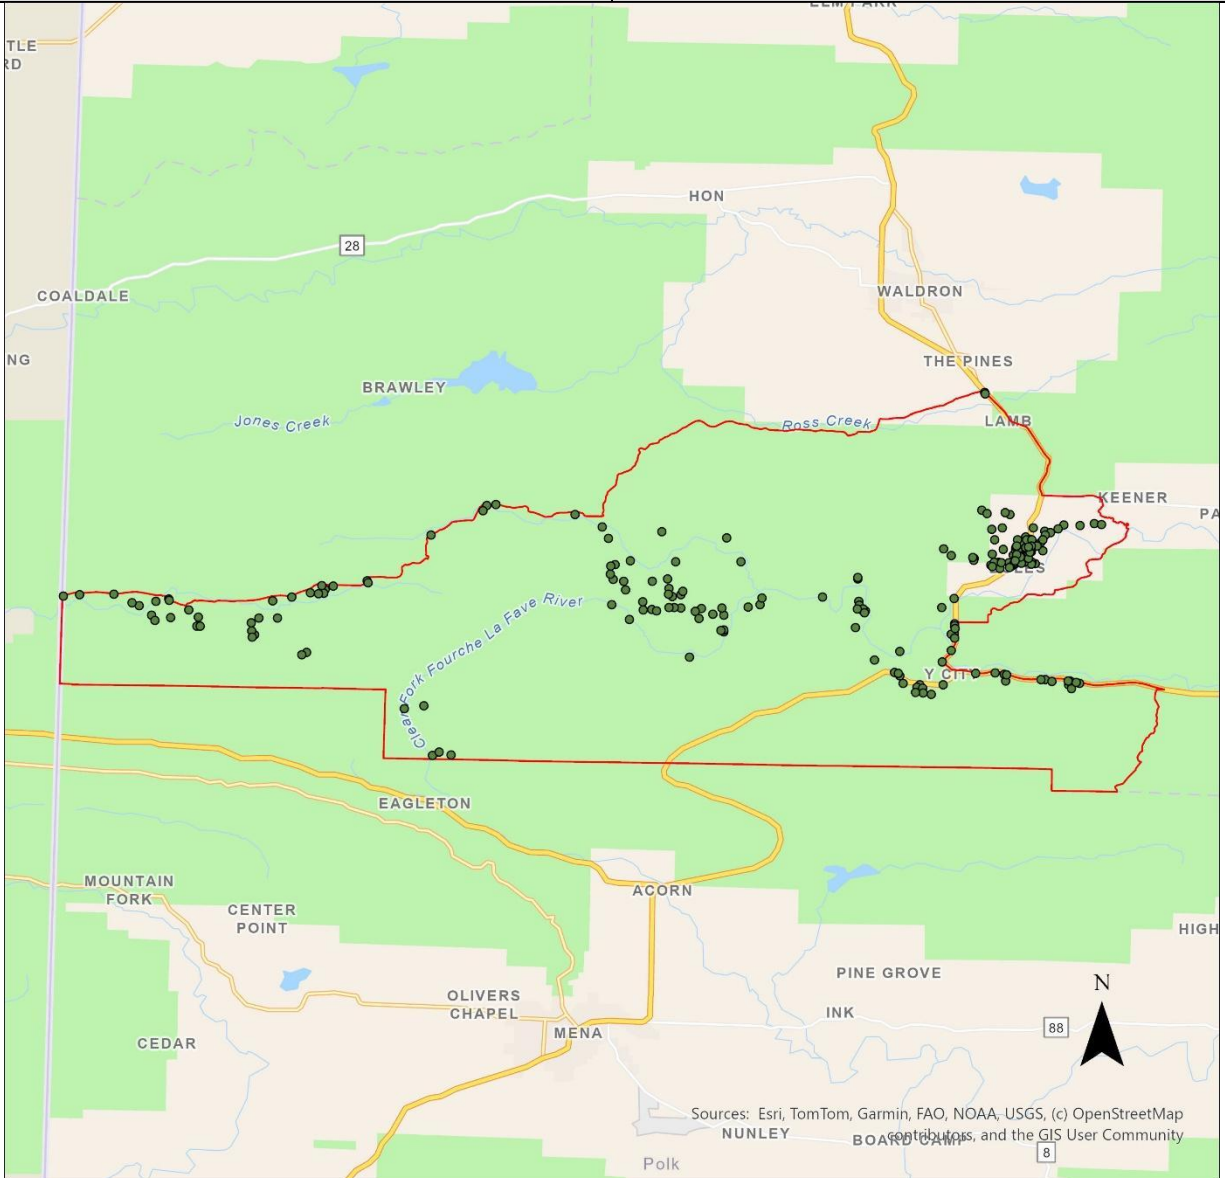 ELM PARK
TLE
RD
HON
28
COALDALE
WALDRON
NG
THE PINES
BRAWLEY
Jones Creek
Ross Creek
LAMB
KEENER
PA
Clear Fork Fourche La Fave River
Y CITY
EAGLETON
MOUNTAIN
FORK
ACORN
CENTER
POINT
HIGH
PINE GROVE
N
OLIVERS
CHAPEL
INK
MENA
88
CEDAR
Sources: Esri, TomTom, Garmin, FAO, NOAA, USGS, (c) OpenStreetMap
contributors, and the GIS User Community
NUNLEY
BOARD CAMP
8
Polk